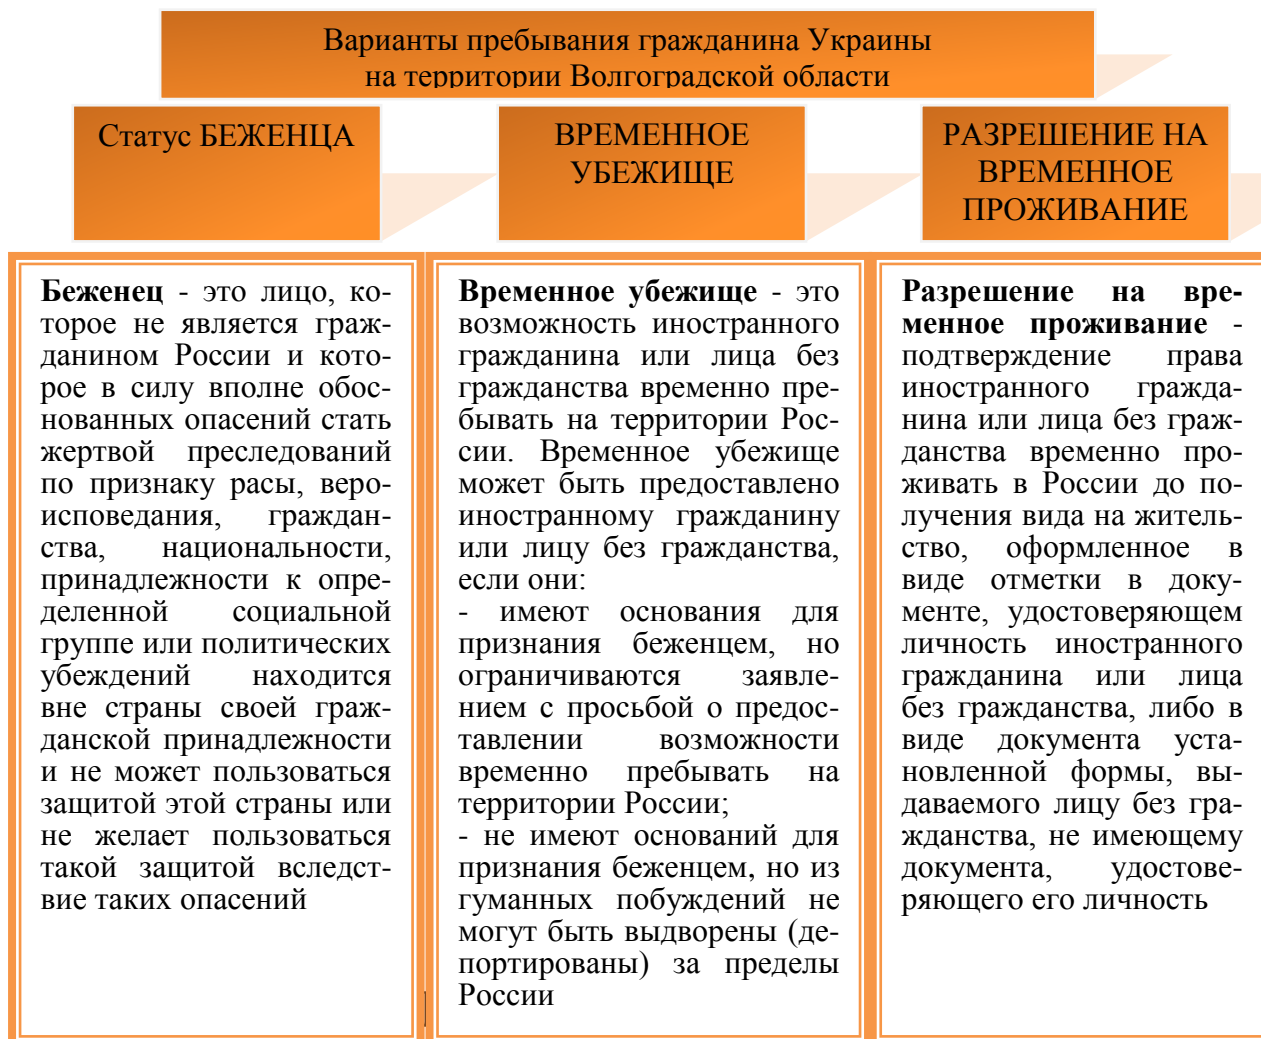 Варианты пребывания гражданина Украины
на территории Волгоградской области
Статус БЕЖЕНЦА
ВРЕМЕННОЕ
УБЕЖИЩЕ
РАЗРЕШЕНИЕ НА
ВРЕМЕННОЕ
ПРОЖИВАНИЕ
Беженец - это лицо, ко-
торое не является граж-
данином России и кото-
рое в силу вполне обос-
нованных опасений стать
жертвой преследований
по признаку расы, веро-
исповедания, граждан-
ства, национальности,
принадлежности к опре-
деленной социальной
группе или политических
убеждений находится
вне страны своей граж-
данской принадлежности
и не может пользоваться
защитой этой страны или
не желает пользоваться
такой защитой вследст-
вие таких опасений
Временное убежище - это
возможность иностранного
гражданина или лица без
гражданства временно пре-
бывать на территории Рос-
сии. Временное убежище
может быть предоставлено
иностранному гражданину
или лицу без гражданства,
если они:
- имеют основания для
признания беженцем, но
ограничиваются заявле-
нием с просьбой о предос-
тавлении возможности
временно пребывать на
территории России;
- не имеют оснований для
признания беженцем, но из
гуманных побуждений не
могут быть выдворены (де-
портированы) за пределы
России
Разрешение на вре-
менное проживание -
подтверждение права
иностранного гражда-
нина или лица без граж-
данства временно про-
живать в России до по-
лучения вида на житель-
ство, оформленное в
виде отметки в доку-
менте, удостоверяющем
личность иностранного
гражданина или лица
без гражданства, либо в
виде документа уста-
новленной формы, вы-
даваемого лицу без гра-
жданства, не имеющему
документа, удостове-
ряющего его личность